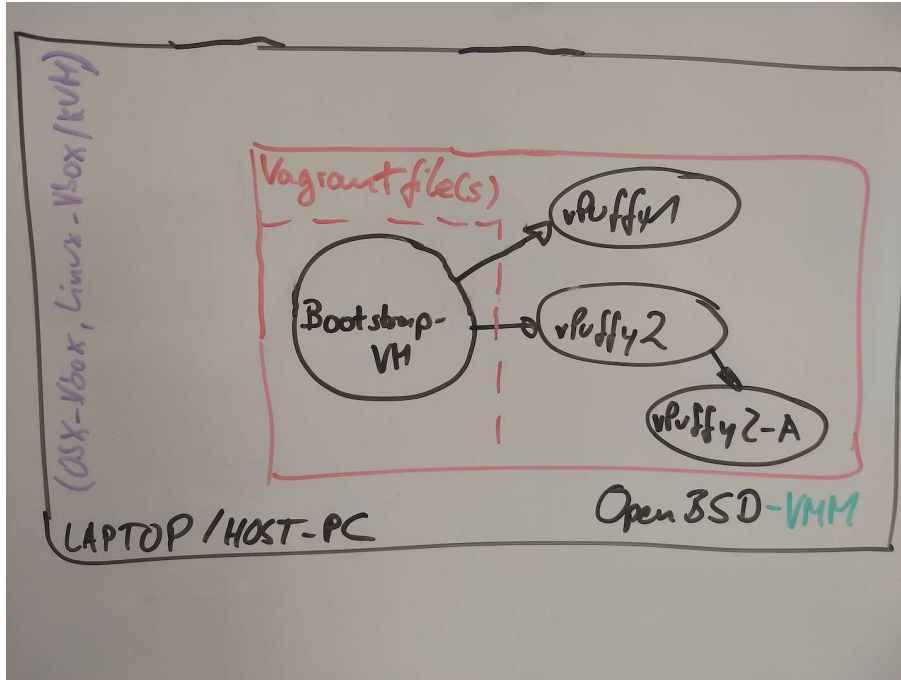 (OSX-Vbox, Linux-Vbox/KVM)
Vagrantfile(s)
vPuffy1
Bootstrap-
VM
vPuffy2
vPuffy2-A
OpenBSD-VMM
LAPTOP/HOST-PC